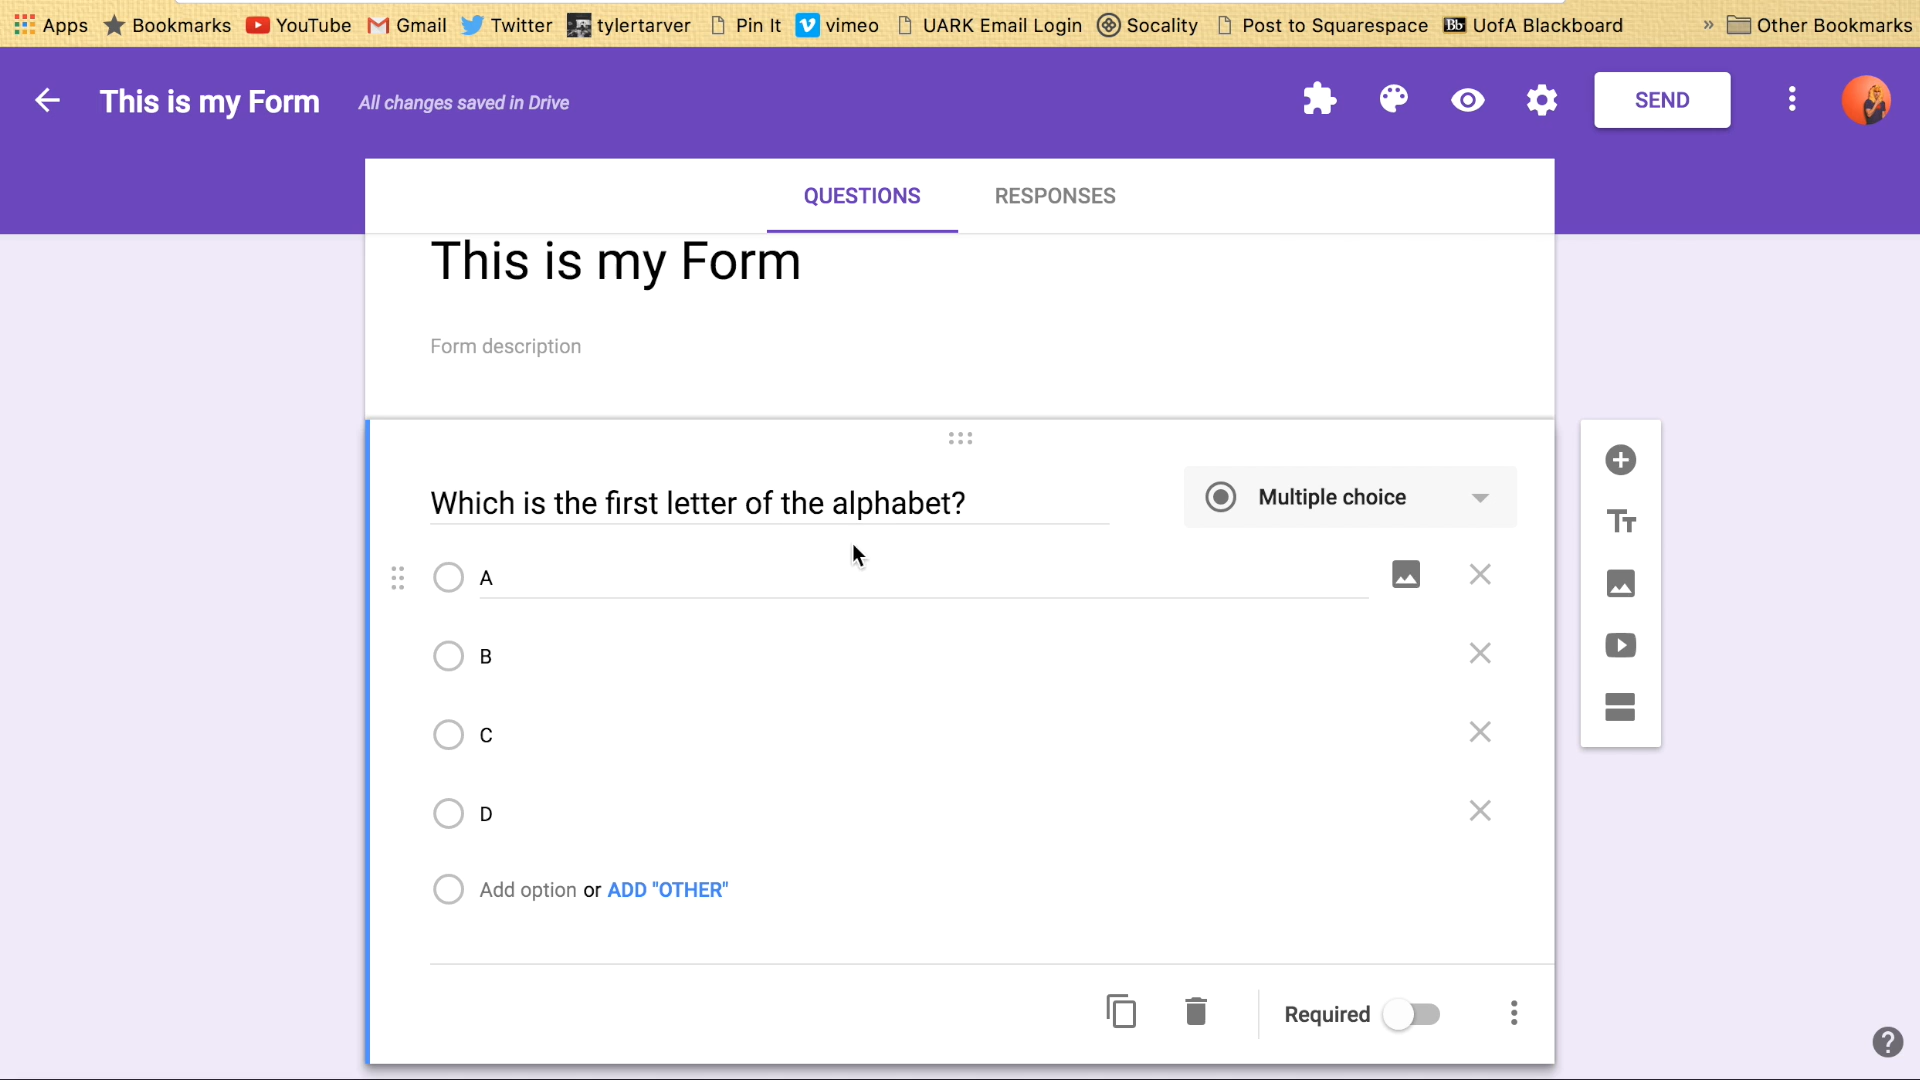 Apps Bookmarks YouTube Gmail Twitter tylertarver Pin It vimeo UARK Email Login Socality Post to Squarespace Bb UofA Blackboard » Other Bookmarks
This is my Form All changes saved in Drive SEND
QUESTIONS RESPONSES
This is my Form
Form description
Which is the first letter of the alphabet? Multiple choice
A
B
C
D
Add option or ADD "OTHER"
Required